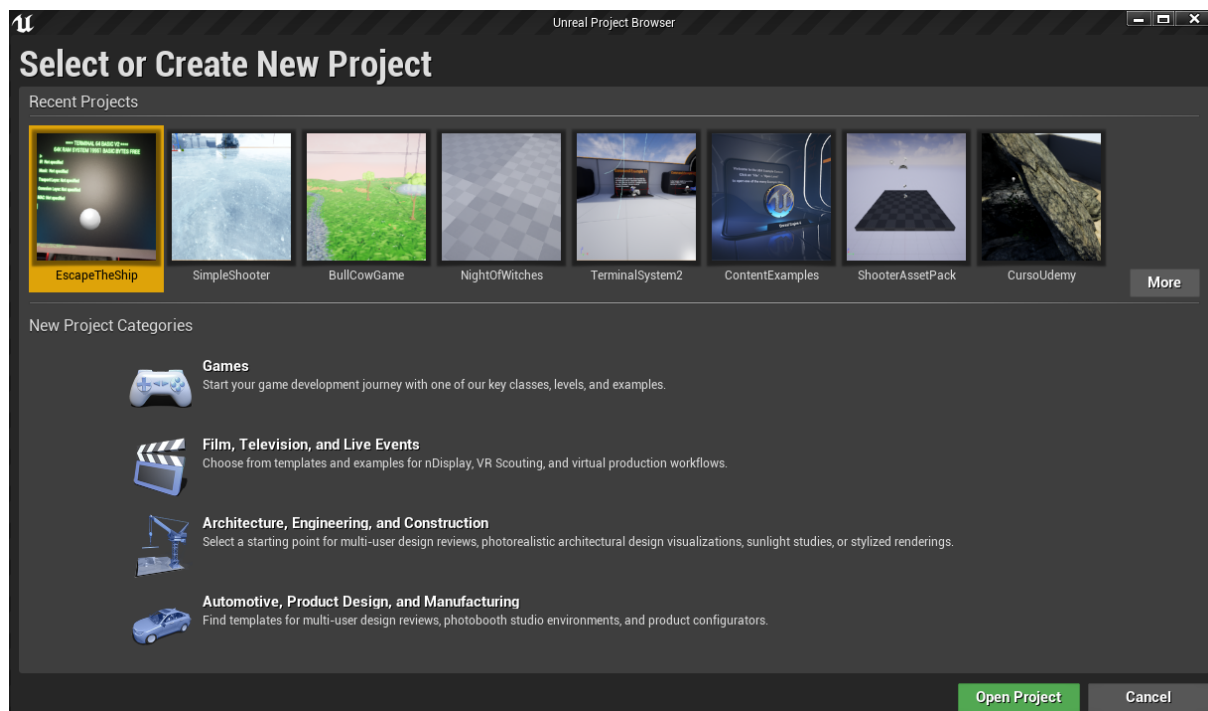 Unreal Project Browser
Select or Create New Project
Recent Projects
EscapeTheShip
SimpleShooter
BullCowGame
NightOfWitches
TerminalSystem2
ContentExamples
ShooterAssetPack
CursoUdemy
More
New Project Categories
Games
Start your game development journey with one of our key classes, levels, and examples.
Film, Television, and Live Events
Choose from templates and examples for nDisplay, VR Scouting, and virtual production workflows.
Architecture, Engineering, and Construction
Select a starting point for multi-user design reviews, photorealistic architectural design visualizations, sunlight studies, or stylized renderings.
Automotive, Product Design, and Manufacturing
Find templates for multi-user design reviews, photobooth studio environments, and product configurators.
Open Project
Cancel